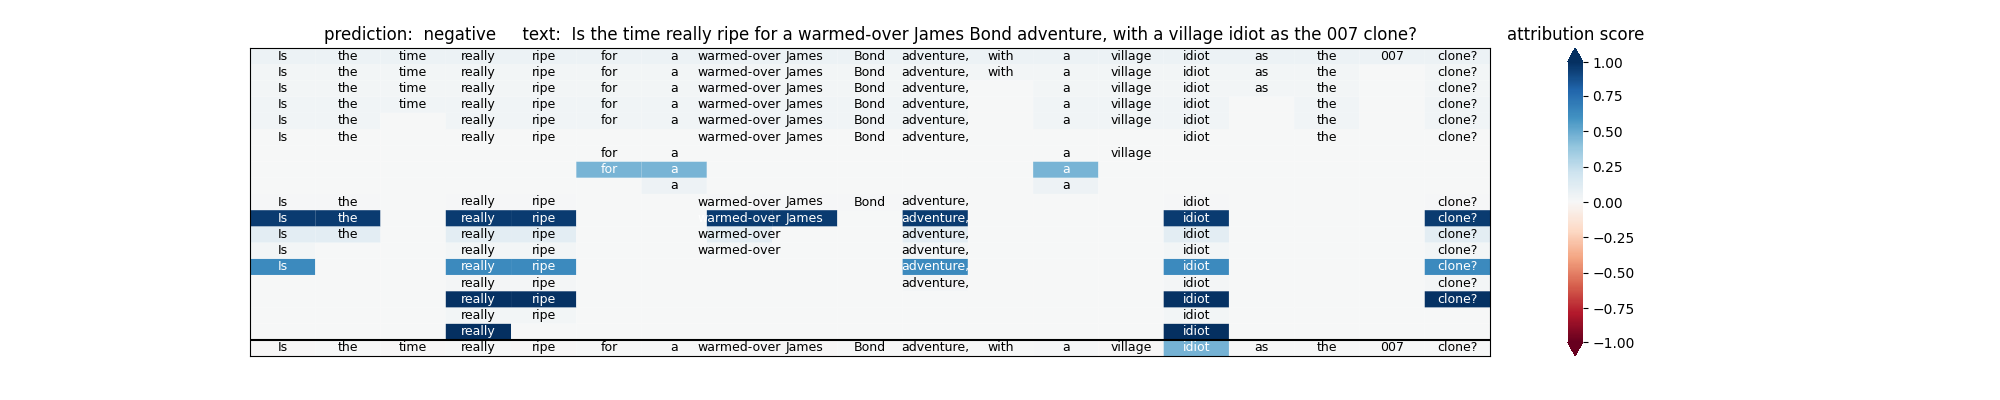 prediction:  negative     text:  Is the time really ripe for a warmed-over James Bond adventure, with a village idiot as the 007 clone?
attribution score
Is the time really ripe for a warmed-over James Bond adventure, with a village idiot as the 007 clone?
Is the time really ripe for a warmed-over James Bond adventure, with a village idiot as the clone?
Is the time really ripe for a warmed-over James Bond adventure, a village idiot as the clone?
Is the time really ripe for a warmed-over James Bond adventure, a village idiot the clone?
Is the really ripe for a warmed-over James Bond adventure, a village idiot the clone?
Is the really ripe warmed-over James Bond adventure, idiot the clone?
for a a village
for a a
a a
Is the really ripe warmed-over James Bond adventure, idiot clone?
Is the really ripe warmed-over James adventure, idiot clone?
Is the really ripe warmed-over adventure, idiot clone?
Is really ripe warmed-over adventure, idiot clone?
Is really ripe adventure, idiot clone?
really ripe adventure, idiot clone?
really ripe idiot clone?
really ripe idiot
really idiot
Is the time really ripe for a warmed-over James Bond adventure, with a village idiot as the 007 clone?
1.00
0.75
0.50
0.25
0.00
−0.25
−0.50
−0.75
−1.00